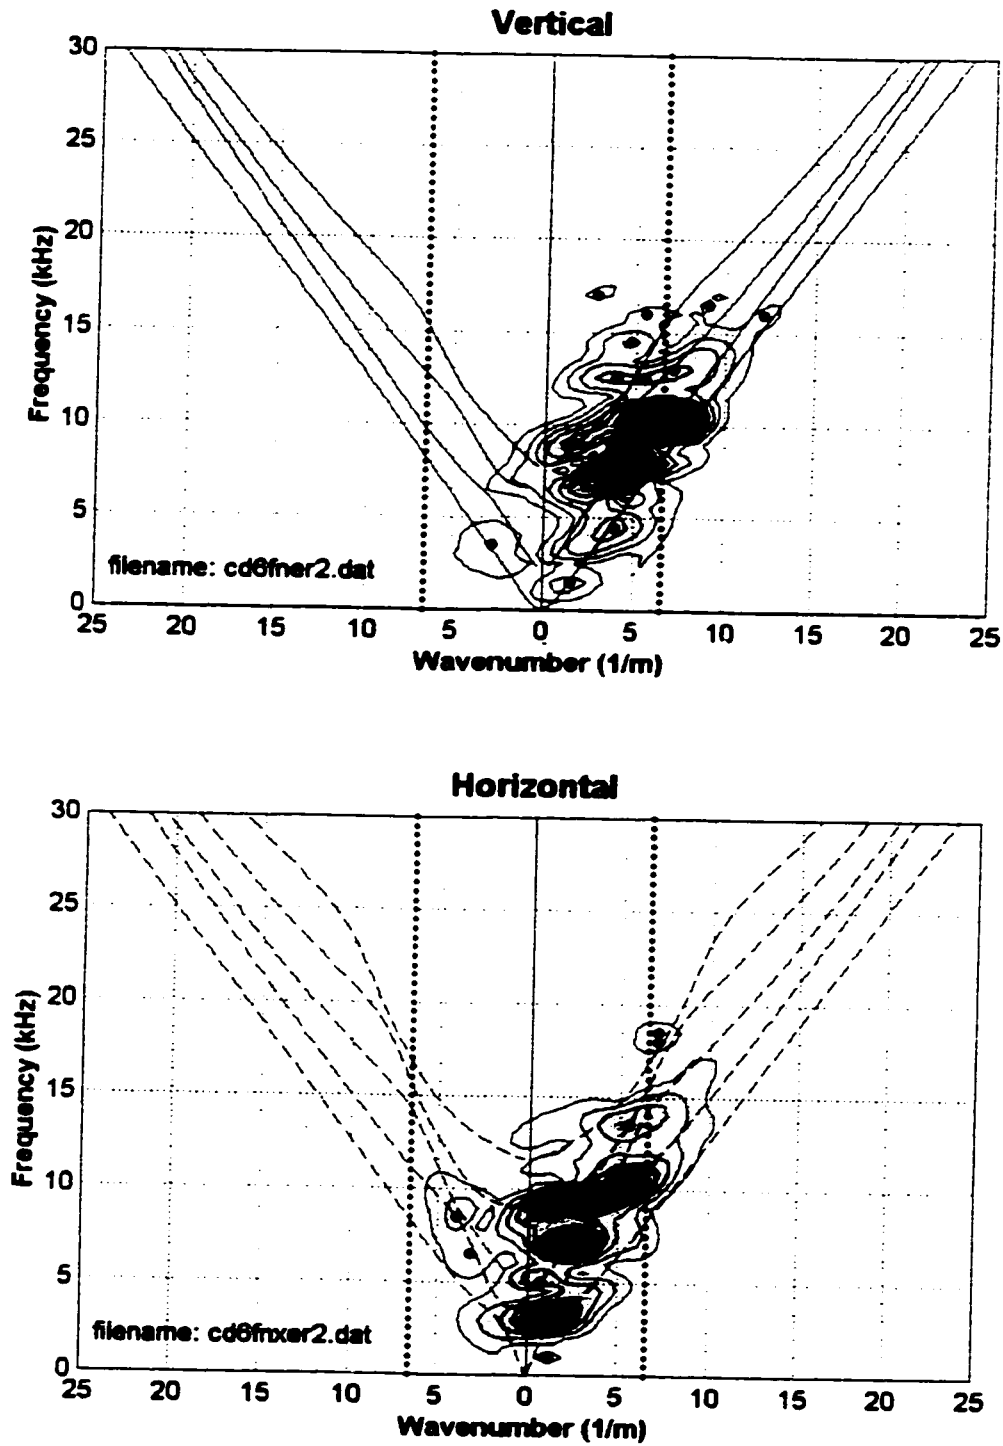 Vertical
30
25
20
15
10
5
0
Frequency (kHz)
filename: cd6fner2.dat
25 20 15 10 5 0 5 10 15 20 25
Wavenumber (1/m)
Horizontal
30
25
20
15
10
5
0
Frequency (kHz)
filename: cd6fnxer2.dat
25 20 15 10 5 0 5 10 15 20 25
Wavenumber (1/m)